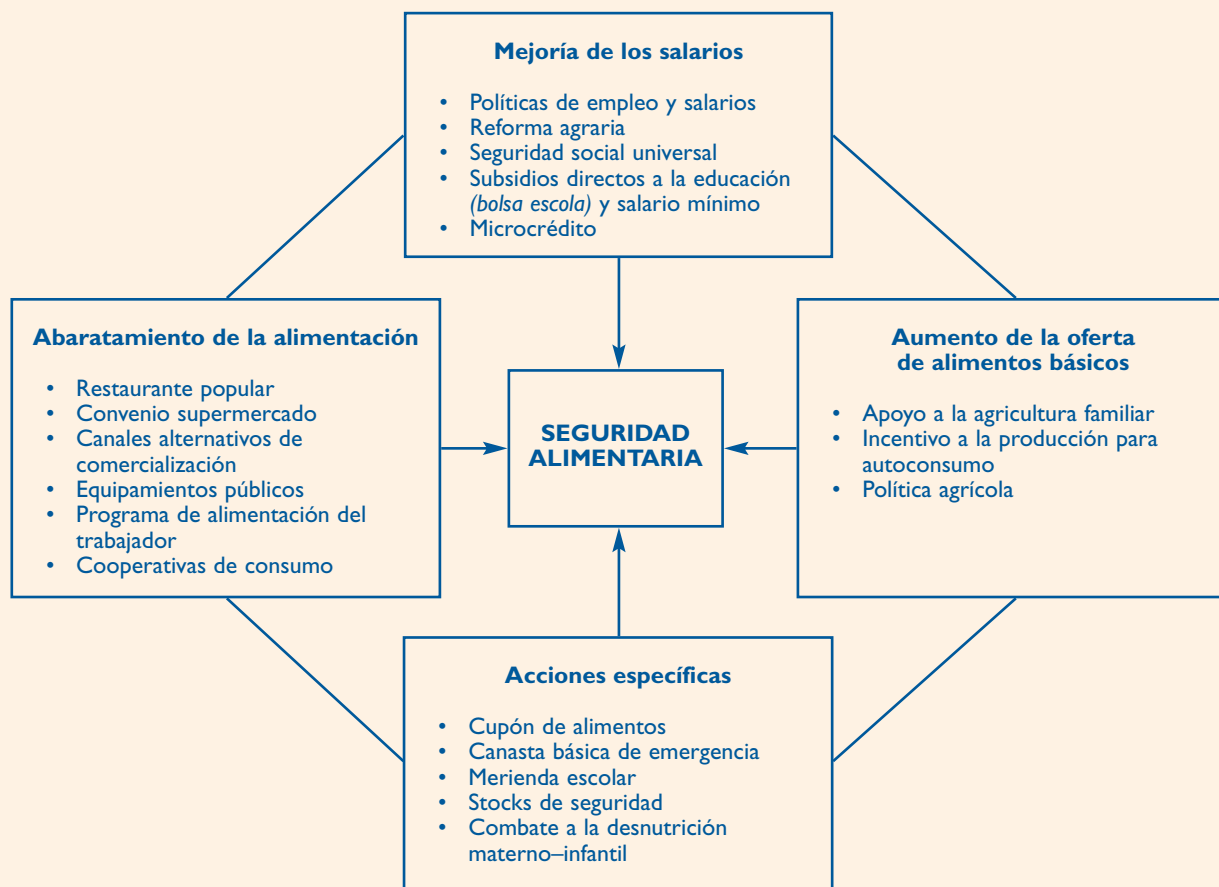 Mejoría de los salarios
• Políticas de empleo y salarios
• Reforma agraria
• Seguridad social universal
• Subsidios directos a la educación
(bolsa escola) y salario mínimo
• Microcrédito
Abaratamiento de la alimentación
• Restaurante popular
• Convenio supermercado
• Canales alternativos de
comercialización
• Equipamientos públicos
• Programa de alimentación del
trabajador
• Cooperativas de consumo
SEGURIDAD
ALIMENTARIA
Aumento de la oferta
de alimentos básicos
• Apoyo a la agricultura familiar
• Incentivo a la producción para
autoconsumo
• Política agrícola
Acciones específicas
• Cupón de alimentos
• Canasta básica de emergencia
• Merienda escolar
• Stocks de seguridad
• Combate a la desnutrición
materno–infantil